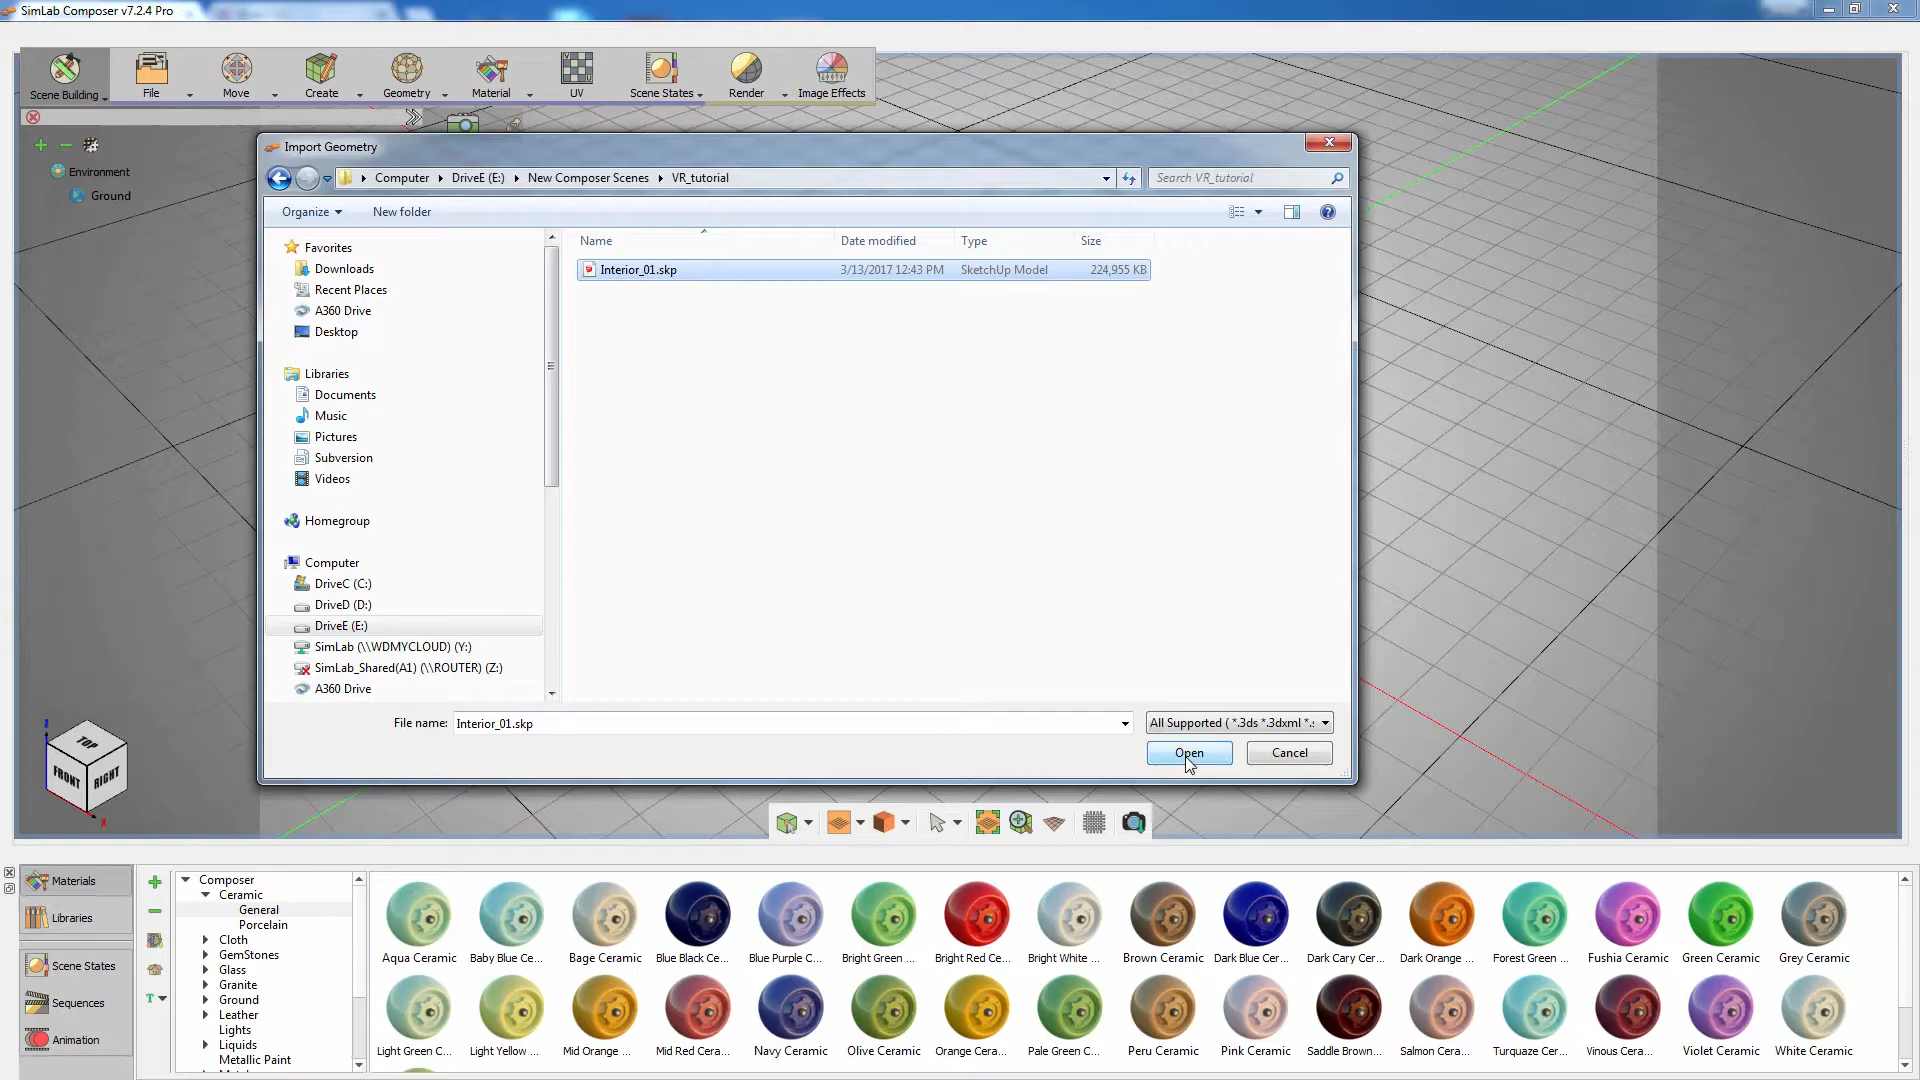 SimLab Composer v7.2.4 Pro
Scene Building
File
Move
Create
Geometry
Material
UV
Scene States
Render
Image Effects
Environment
Ground
Import Geometry
Computer DriveE (E:) New Composer Scenes VR_tutorial
Search VR_tutorial
Organize New folder
Name Date modified Type Size
Interior_01.skp 3/13/2017 12:43 PM SketchUp Model 224,955 KB
Favorites
Downloads
Recent Places
A360 Drive
Desktop
Libraries
Documents
Music
Pictures
Subversion
Videos
Homegroup
Computer
DriveC (C:)
DriveD (D:)
DriveE (E:)
SimLab (\\WDMYCLOUD) (Y:)
SimLab_Shared(A1) (\\ROUTER) (Z:)
A360 Drive
File name: Interior_01.skp All Supported ( *.3ds *.3dxml *.
Open Cancel
TOP
FRONT RIGHT
z
x
Materials
Libraries
Scene States
Sequences
Animation
T
Composer
Ceramic
General
Porcelain
Cloth
GemStones
Glass
Granite
Ground
Leather
Lights
Liquids
Metallic Paint
Aqua Ceramic Baby Blue Ce... Bage Ceramic Blue Black Ce... Blue Purple C... Bright Green ... Bright Red Ce... Bright White ... Brown Ceramic Dark Blue Cer... Dark Cary Cer... Dark Orange ... Forest Green ... Fushia Ceramic Green Ceramic Grey Ceramic
Light Green C... Light Yellow ... Mid Orange ... Mid Red Cera... Navy Ceramic Olive Ceramic Orange Cera... Pale Green C... Peru Ceramic Pink Ceramic Saddle Brown... Salmon Cera... Turquaze Cer... Vinous Cera... Violet Ceramic White Ceramic